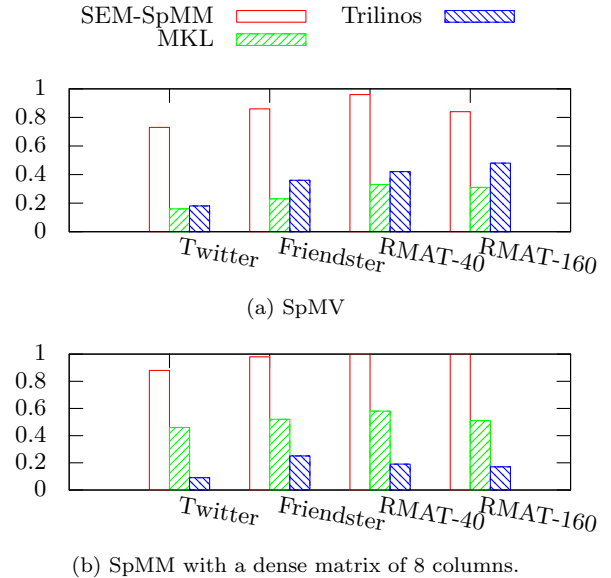 SEM-SpMM Trilinos
MKL
1
0.8
0.6
0.4
0.2
0
Twitter Friendster RMAT-40 RMAT-160
(a) SpMV
1
0.8
0.6
0.4
0.2
0
Twitter Friendster RMAT-40 RMAT-160
(b) SpMM with a dense matrix of 8 columns.